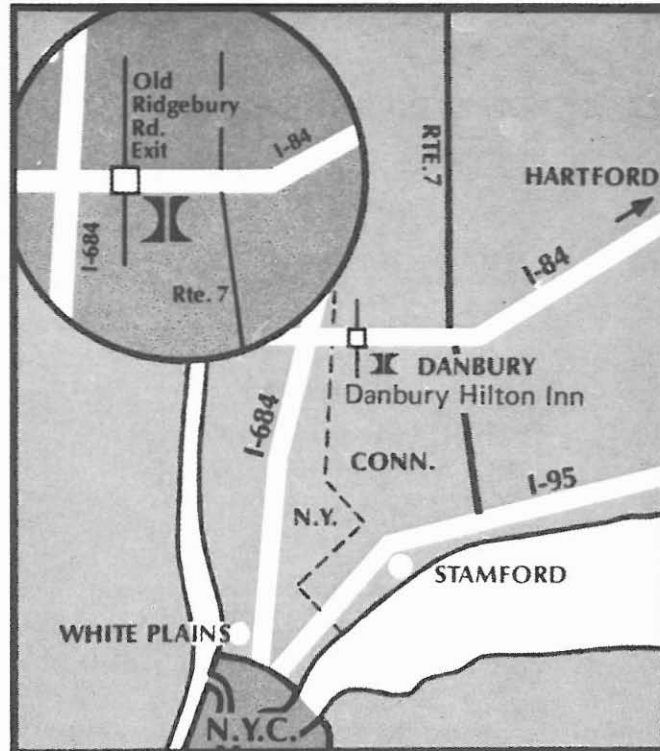 Old
Ridgebury
Rd.
Exit
I-84
I-684
Rte. 7
RTE. 7
HARTFORD
I-84
DANBURY
Danbury Hilton Inn
I-684
CONN.
I-95
N.Y.
STAMFORD
WHITE PLAINS
N.Y.C.